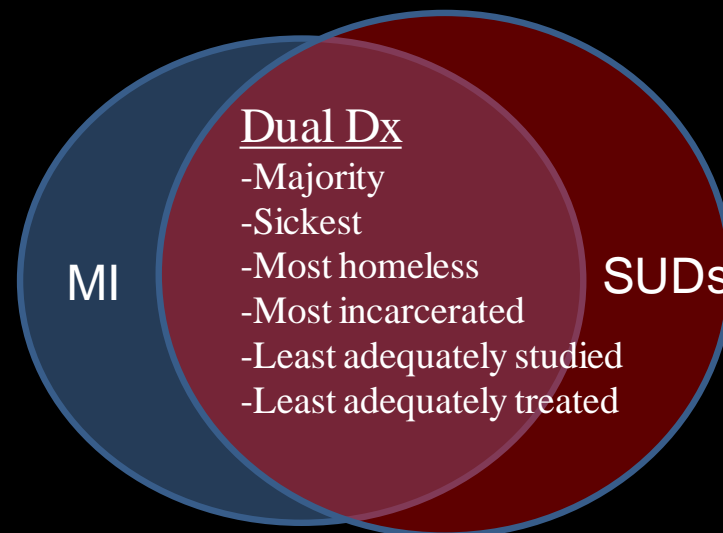 Dual Dx
-Majority
-Sickest
-Most homeless
-Most incarcerated
-Least adequately studied
-Least adequately treated
MI
SUDs